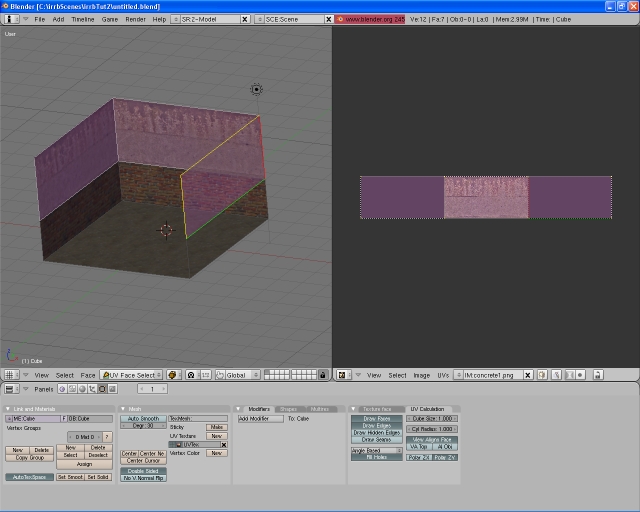 Blender [C:\irrbScenes\irrbTut2\untitled.blend]
File Add Timeline Game Render Help SR:2-Model SCE:Scene www.blender.org 245 Ve:12 | Fa:7 | Ob:0-0 | La:0 | Mem:2.99M | Time: | Cube
User
(1) Cube
View Select Face UV Face Select Global View Select Image UVs IM:concrete1.png
Panels 1
Link and Materials Mesh Modifiers Shapes Multires Texture face UV Calculation
ME:Cube F OB:Cube Auto Smooth TexMesh: Add Modifier To: Cube Draw Faces Cube Size: 1.000
Vertex Groups Degr: 30 Sticky Make Draw Edges Cyl Radius: 1.000
0 Mat 0 ? UV Texture New Draw Hidden Edges View Aligns Face
New Delete UVTex Draw Seams VA Top Al Obj
New Delete Select Deselect Center Center Ne Vertex Color New Angle Based Polar ZX Polar ZY
Copy Group Assign Center Cursor Fill Holes
Double Sided
AutoTexSpace Set Smoot Set Solid No V.Normal Flip